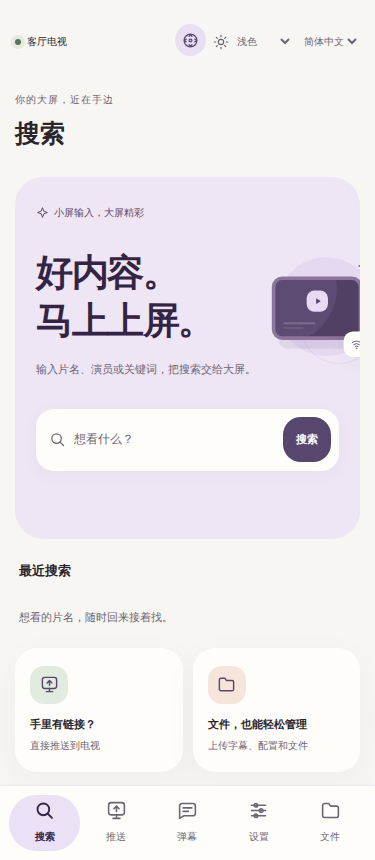 客厅电视
浅色
简体中文
你的大屏，近在手边
搜索
小屏输入，大屏精彩
好内容。
马上上屏。
输入片名、演员或关键词，把搜索交给大屏。
想看什么？
搜索
最近搜索
想看的片名，随时回来接着找。
手里有链接？
直接推送到电视
文件，也能轻松管理
上传字幕、配置和文件
搜索
推送
弹幕
设置
文件